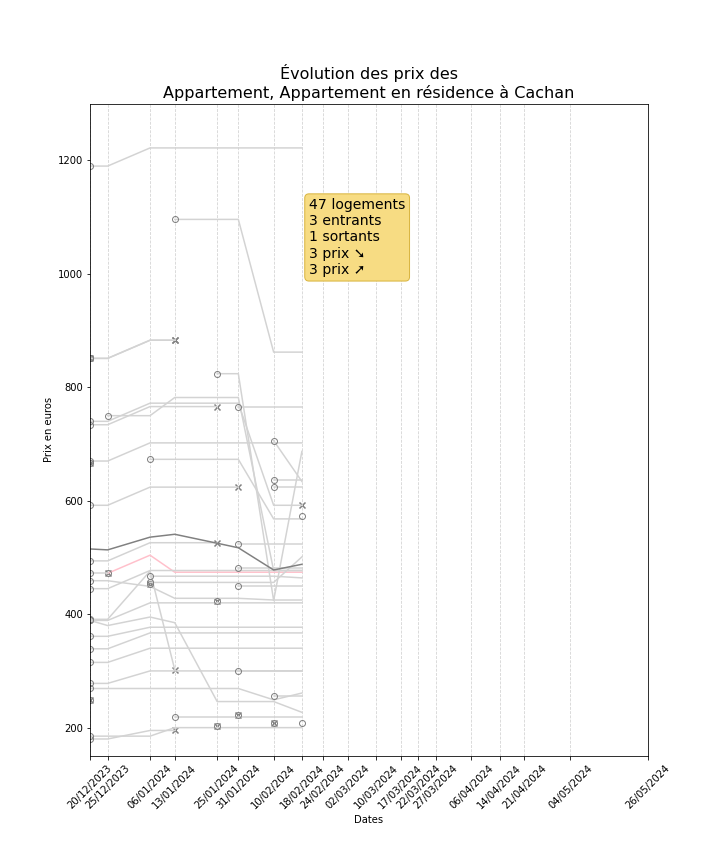 Évolution des prix des
Appartement, Appartement en résidence à Cachan
1200
1000
800
600
400
200
Prix en euros
47 logements
3 entrants
1 sortants
3 prix ↘
3 prix ↗
20/12/2023
25/12/2023
06/01/2024
13/01/2024
25/01/2024
31/01/2024
10/02/2024
18/02/2024
24/02/2024
02/03/2024
10/03/2024
17/03/2024
22/03/2024
27/03/2024
06/04/2024
14/04/2024
21/04/2024
04/05/2024
26/05/2024
Dates